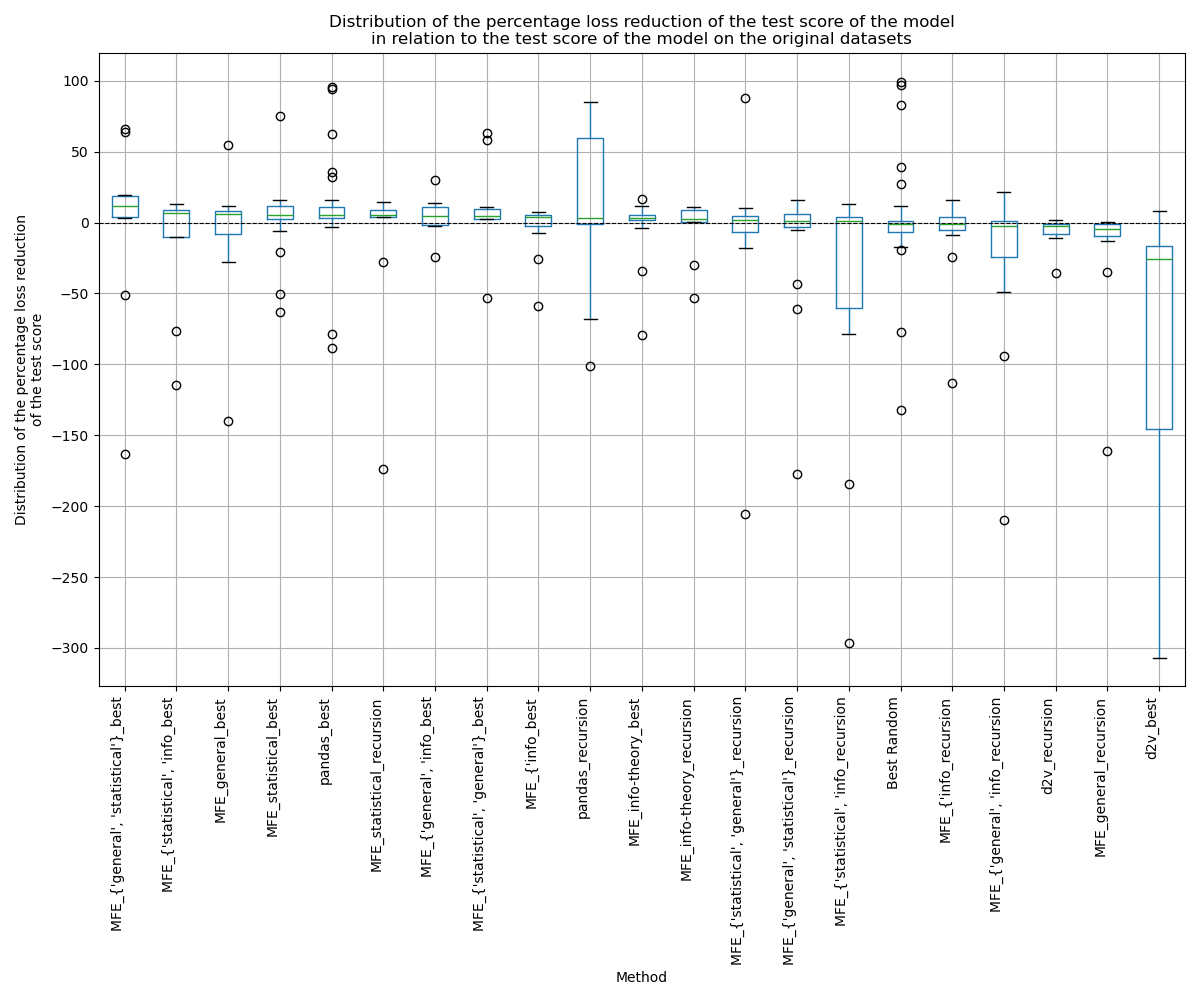 Distribution of the percentage loss reduction of the test score of the model
in relation to the test score of the model on the original datasets
Distribution of the percentage loss reduction
of the test score
100
50
0
−50
−100
−150
−200
−250
−300
MFE_{'general', 'statistical'}_best
MFE_{'statistical', 'info_best
MFE_general_best
MFE_statistical_best
pandas_best
MFE_statistical_recursion
MFE_{'general', 'info_best
MFE_{'statistical', 'general'}_best
MFE_{'info_best
pandas_recursion
MFE_info-theory_best
MFE_info-theory_recursion
MFE_{'statistical', 'general'}_recursion
MFE_{'general', 'statistical'}_recursion
MFE_{'statistical', 'info_recursion
Best Random
MFE_{'info_recursion
MFE_{'general', 'info_recursion
d2v_recursion
MFE_general_recursion
d2v_best
Method